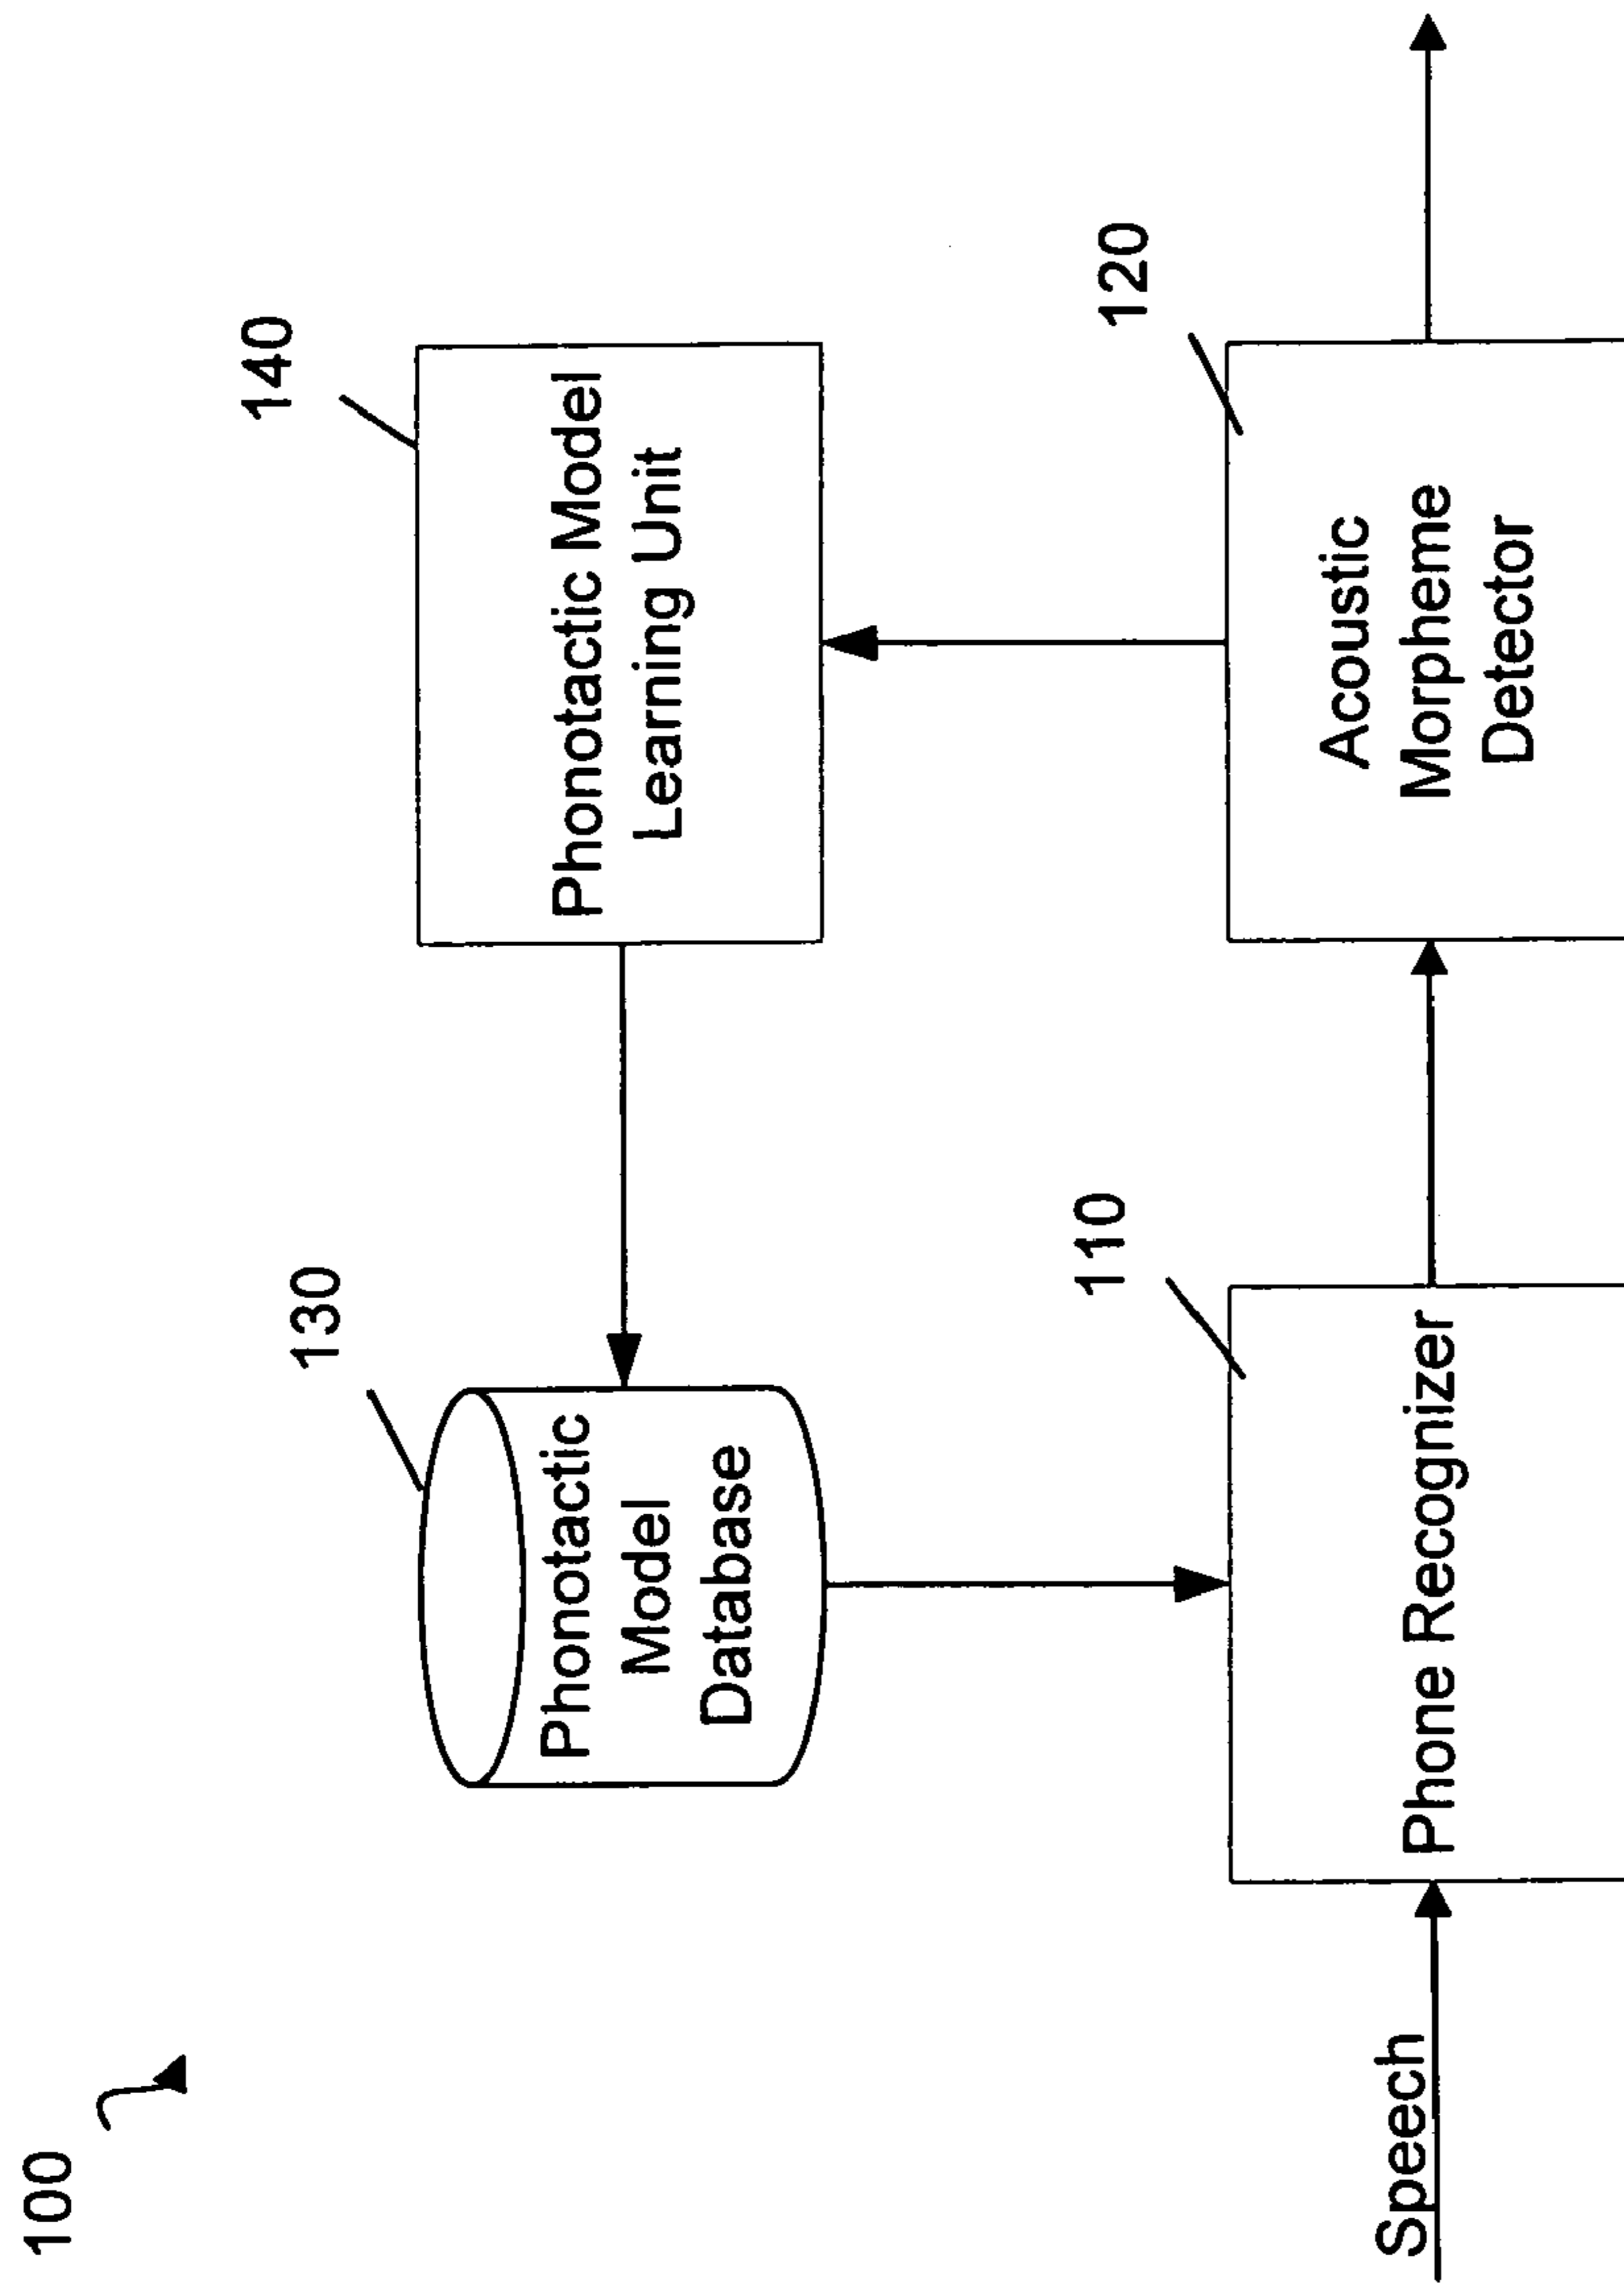 100
130
140
Phonotactic
Model
Database
Phonotactic Model
Learning Unit
110
120
Speech
Phone Recognizer
Acoustic
Morpheme
Detector